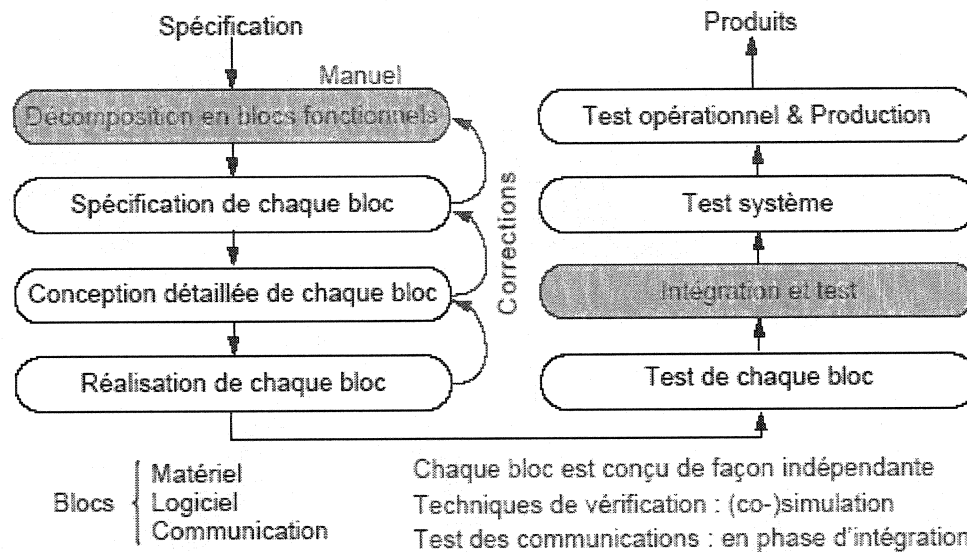 Spécification
Manuel
Décomposition en blocs fonctionnels
Spécification de chaque bloc
Conception détaillée de chaque bloc
Réalisation de chaque bloc
Corrections
Produits
Test opérationnel & Production
Test système
Intégration et test
Test de chaque bloc
Blocs
Matériel
Logiciel
Communication
Chaque bloc est conçu de façon indépendante
Techniques de vérification : (co-)simulation
Test des communications : en phase d'intégration